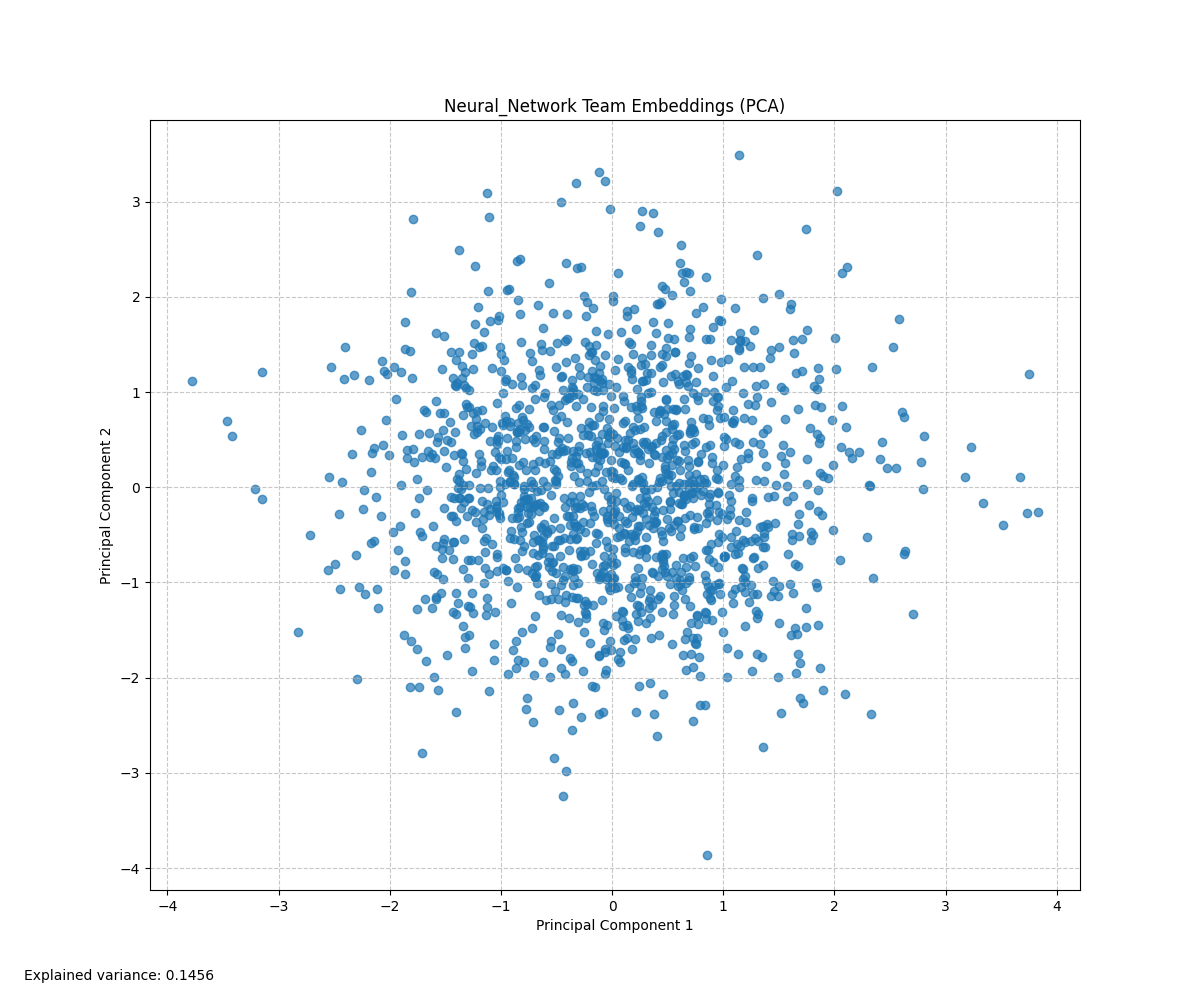 Neural_Network Team Embeddings (PCA)
3
2
1
0
−1
−2
−3
−4
Principal Component 2
−4 −3 −2 −1 0 1 2 3 4
Principal Component 1
Explained variance: 0.1456